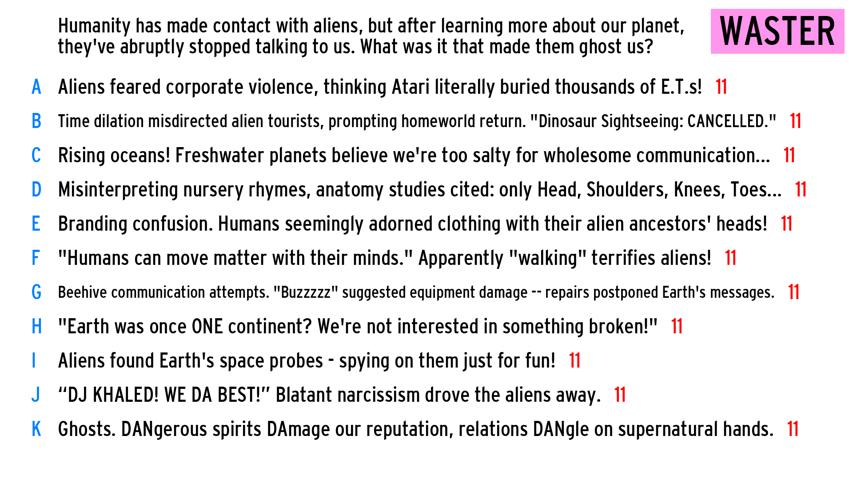 Humanity has made contact with aliens, but after learning more about our planet,
they've abruptly stopped talking to us. What was it that made them ghost us?
WASTER
A Aliens feared corporate violence, thinking Atari literally buried thousands of E.T.s! 11
B Time dilation misdirected alien tourists, prompting homeworld return. "Dinosaur Sightseeing: CANCELLED." 11
C Rising oceans! Freshwater planets believe we're too salty for wholesome communication... 11
D Misinterpreting nursery rhymes, anatomy studies cited: only Head, Shoulders, Knees, Toes... 11
E Branding confusion. Humans seemingly adorned clothing with their alien ancestors' heads! 11
F "Humans can move matter with their minds." Apparently "walking" terrifies aliens! 11
G Beehive communication attempts. "Buzzzzz" suggested equipment damage -- repairs postponed Earth's messages. 11
H "Earth was once ONE continent? We're not interested in something broken!" 11
I Aliens found Earth's space probes - spying on them just for fun! 11
J “DJ KHALED! WE DA BEST!” Blatant narcissism drove the aliens away. 11
K Ghosts. DANgerous spirits DAmage our reputation, relations DANgle on supernatural hands. 11